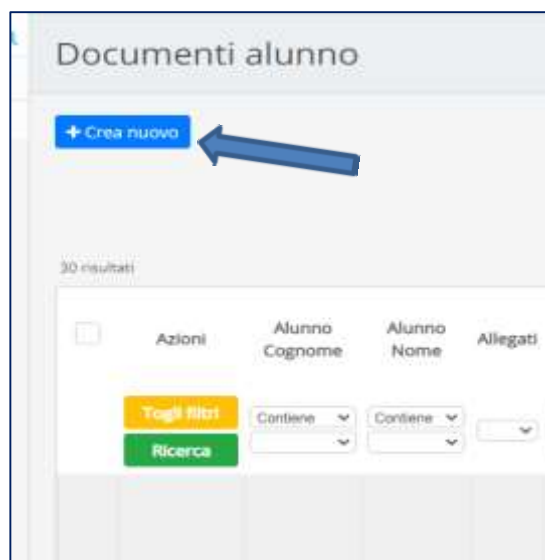 Documenti alunno
+ Crea nuovo
30 risultati
Azioni
Alunno
Cognome
Alunno
Nome
Allegati
Togli filtri
Contiene
Contiene
Ricerca